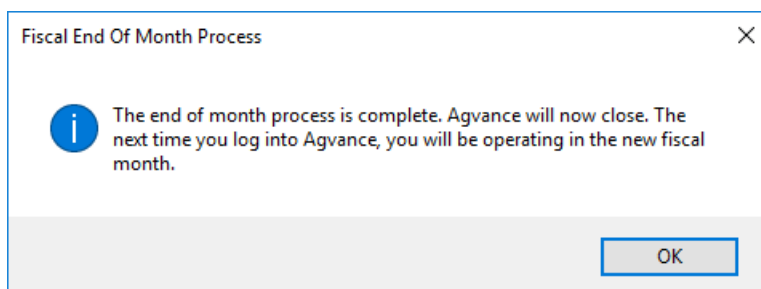 Fiscal End Of Month Process
The end of month process is complete. Agvance will now close. The
next time you log into Agvance, you will be operating in the new fiscal
month.
OK